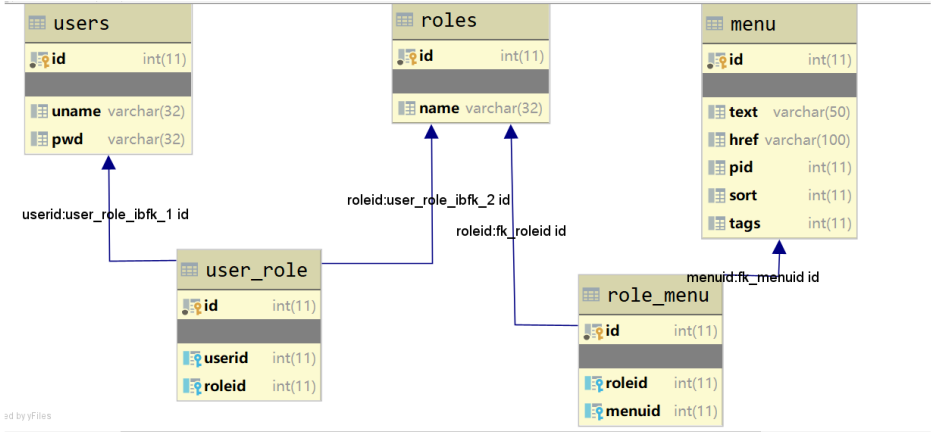 users
id int(11)
uname varchar(32)
pwd varchar(32)
roles
id int(11)
name varchar(32)
menu
id int(11)
text varchar(50)
href varchar(100)
pid int(11)
sort int(11)
tags int(11)
userid:user_role_ibfk_1 id
roleid:user_role_ibfk_2 id
roleid:fk_roleid id
menuid:fk_menuid id
user_role
id int(11)
userid int(11)
roleid int(11)
role_menu
id int(11)
roleid int(11)
menuid int(11)
ed by yFiles